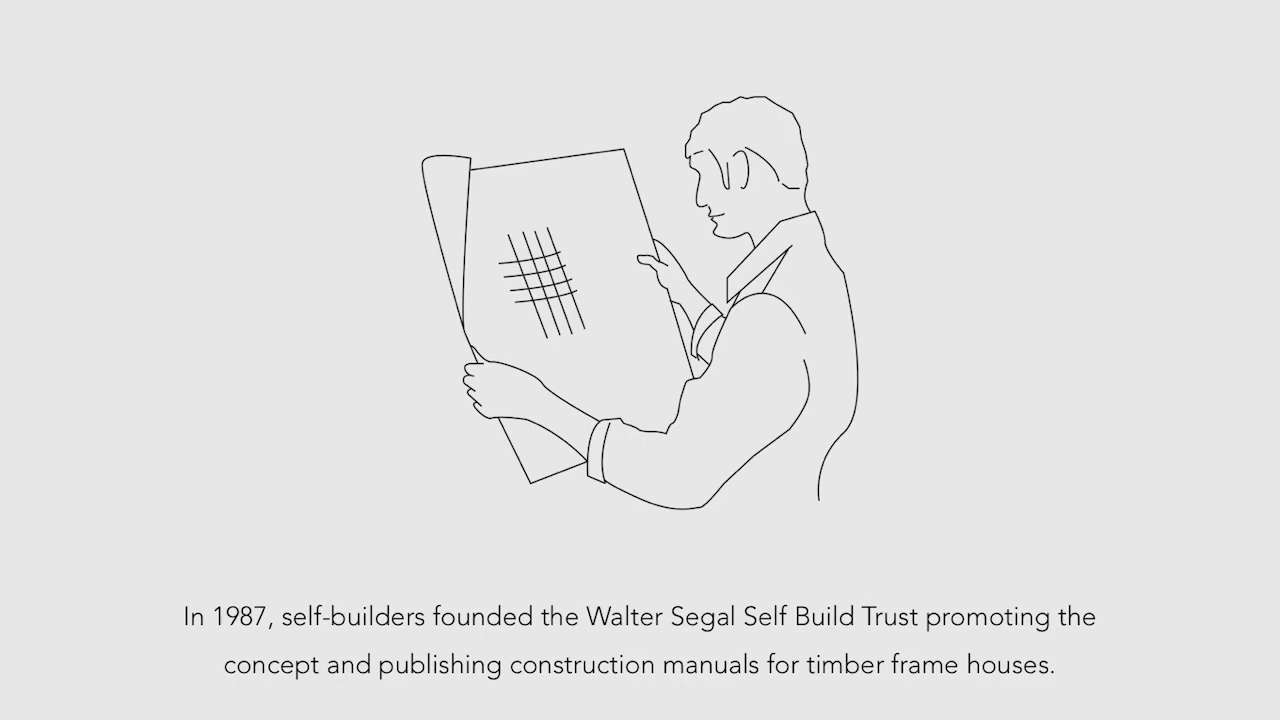 In 1987, self-builders founded the Walter Segal Self Build Trust promoting the
concept and publishing construction manuals for timber frame houses.